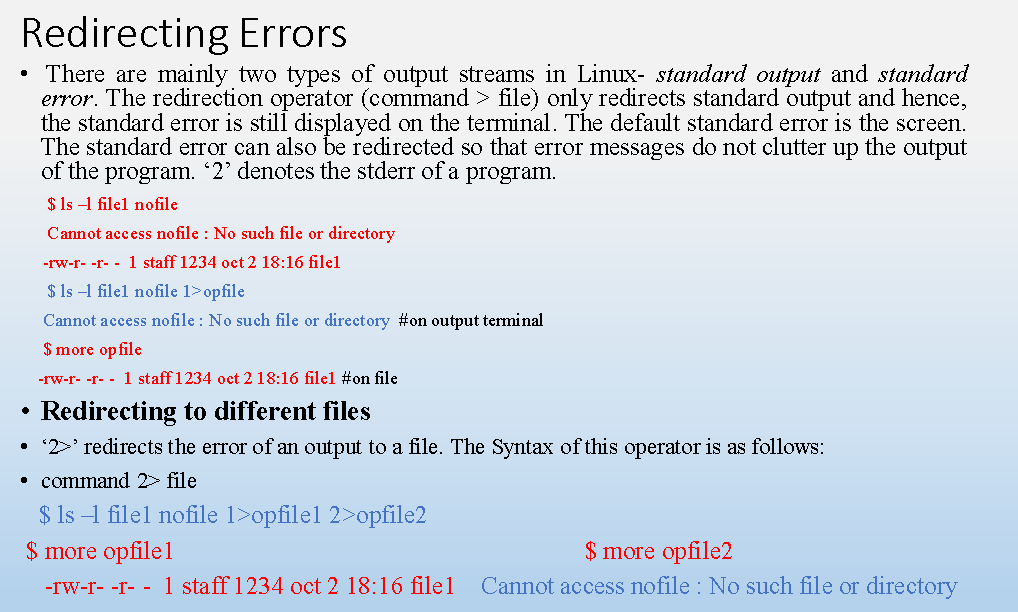 Redirecting Errors
• There are mainly two types of output streams in Linux- standard output and standard
error. The redirection operator (command > file) only redirects standard output and hence,
the standard error is still displayed on the terminal. The default standard error is the screen.
The standard error can also be redirected so that error messages do not clutter up the output
of the program. ‘2’ denotes the stderr of a program.
$ ls –l file1 nofile
Cannot access nofile : No such file or directory
-rw-r- -r- - 1 staff 1234 oct 2 18:16 file1
$ ls –l file1 nofile 1>opfile
Cannot access nofile : No such file or directory #on output terminal
$ more opfile
-rw-r- -r- - 1 staff 1234 oct 2 18:16 file1 #on file
• Redirecting to different files
• ‘2>’ redirects the error of an output to a file. The Syntax of this operator is as follows:
• command 2> file
$ ls –l file1 nofile 1>opfile1 2>opfile2
$ more opfile1 $ more opfile2
-rw-r- -r- - 1 staff 1234 oct 2 18:16 file1 Cannot access nofile : No such file or directory